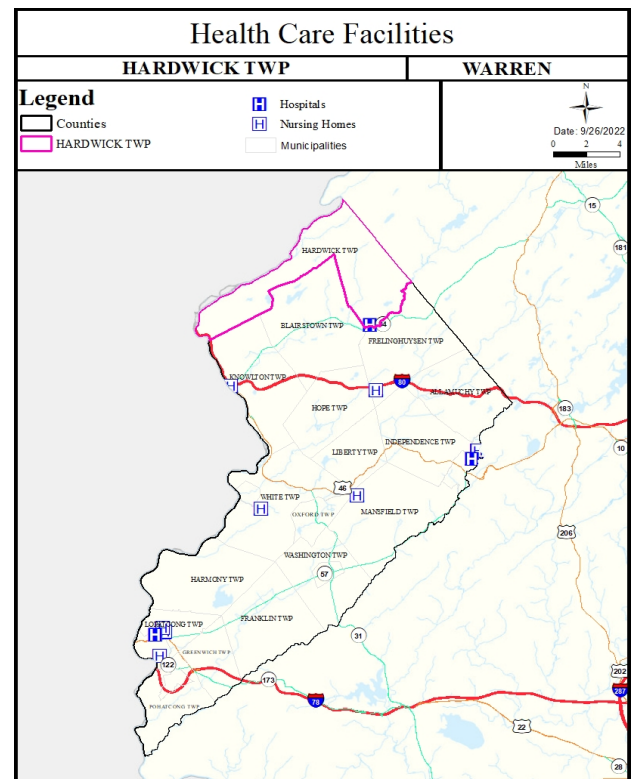 Health Care Facilities
HARDWICK TWP WARREN
Legend
Counties
HARDWICK TWP
Hospitals
Nursing Homes
Municipalities
N
Date: 9/26/2022
0 2 4
Miles
15
181
HARDWICK TWP
BLAIRSTOWN TWP
94
FRELINGHUYSEN TWP
KNOWLTON TWP
80
ALLAMUCHY TWP
HOPE TWP
183
INDEPENDENCE TWP
10
LIBERTY TWP
46
WHITE TWP
OXFORD TWP
MANSFIELD TWP
206
WASHINGTON TWP
57
HARMONY TWP
FRANKLIN TWP
LOPATCONG TWP
31
GREENWICH TWP
122
173
202
287
78
POHATCONG TWP
22
28